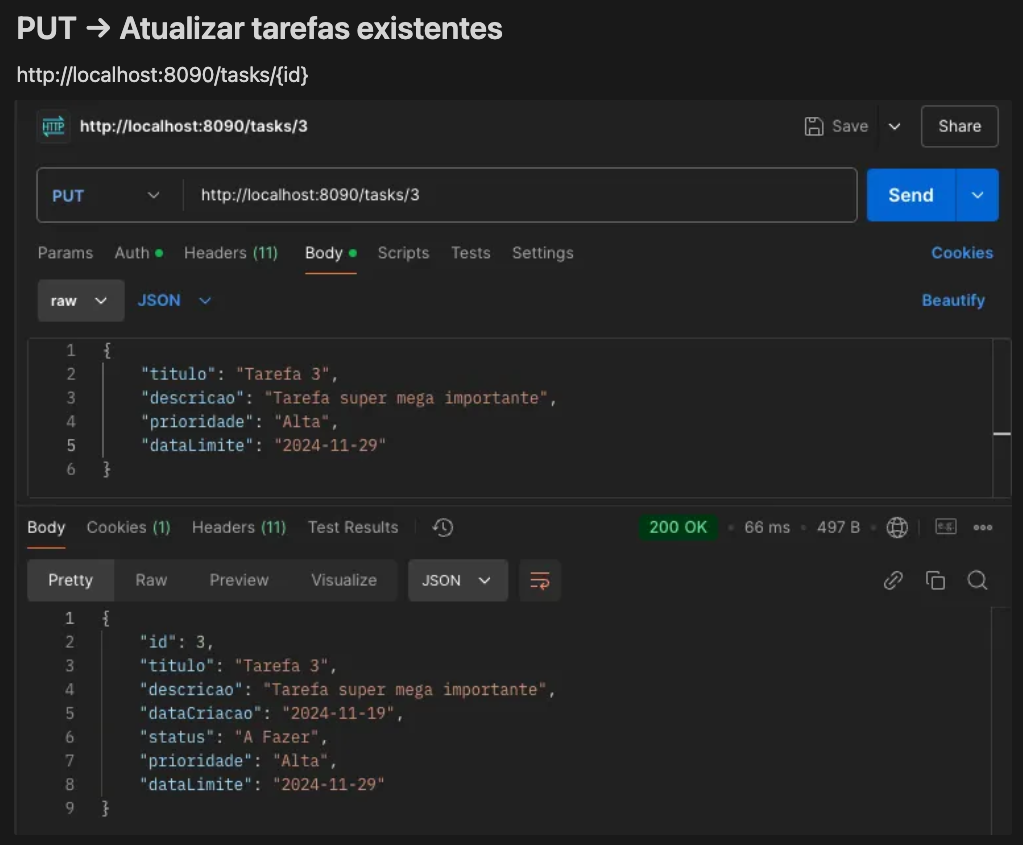 PUT → Atualizar tarefas existentes
http://localhost:8090/tasks/{id}
HTTP http://localhost:8090/tasks/3 Save Share
PUT http://localhost:8090/tasks/3 Send
Params Auth Headers (11) Body Scripts Tests Settings Cookies
raw JSON Beautify
1 {
2 "titulo": "Tarefa 3",
3 "descricao": "Tarefa super mega importante",
4 "prioridade": "Alta",
5 "dataLimite": "2024-11-29"
6 }
Body Cookies (1) Headers (11) Test Results 200 OK 66 ms 497 B e.g.
Pretty Raw Preview Visualize JSON
1 {
2 "id": 3,
3 "titulo": "Tarefa 3",
4 "descricao": "Tarefa super mega importante",
5 "dataCriacao": "2024-11-19",
6 "status": "A Fazer",
7 "prioridade": "Alta",
8 "dataLimite": "2024-11-29"
9 }